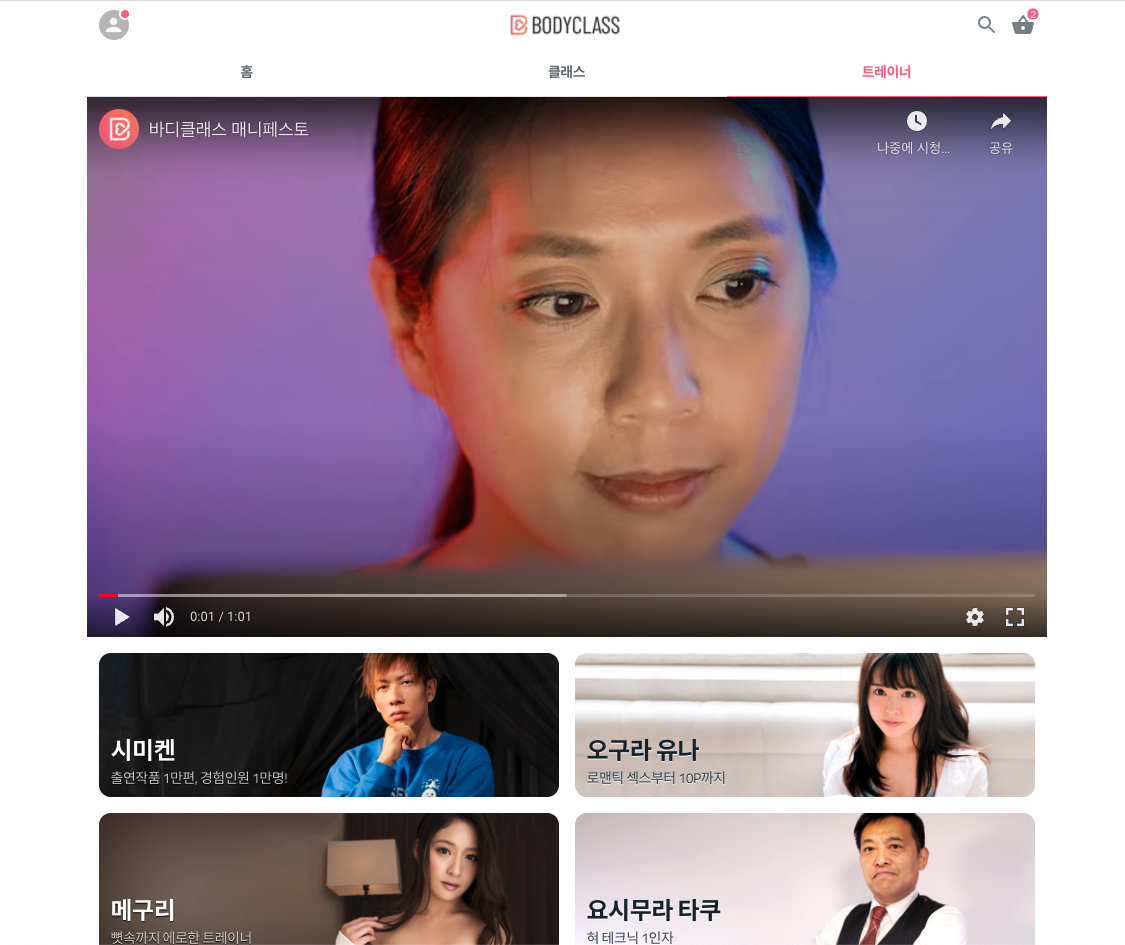 BODYCLASS
2
홈
클래스
트레이너
바디클래스 매니페스토
나중에 시청...
공유
0:01 / 1:01
시미켄
출연작품 1만편, 경험인원 1만명!
오구라 유나
로맨틱 섹스부터 10P까지
메구리
뼛속까지 에로한 트레이너
요시무라 타쿠
혀 테크닉 1인자